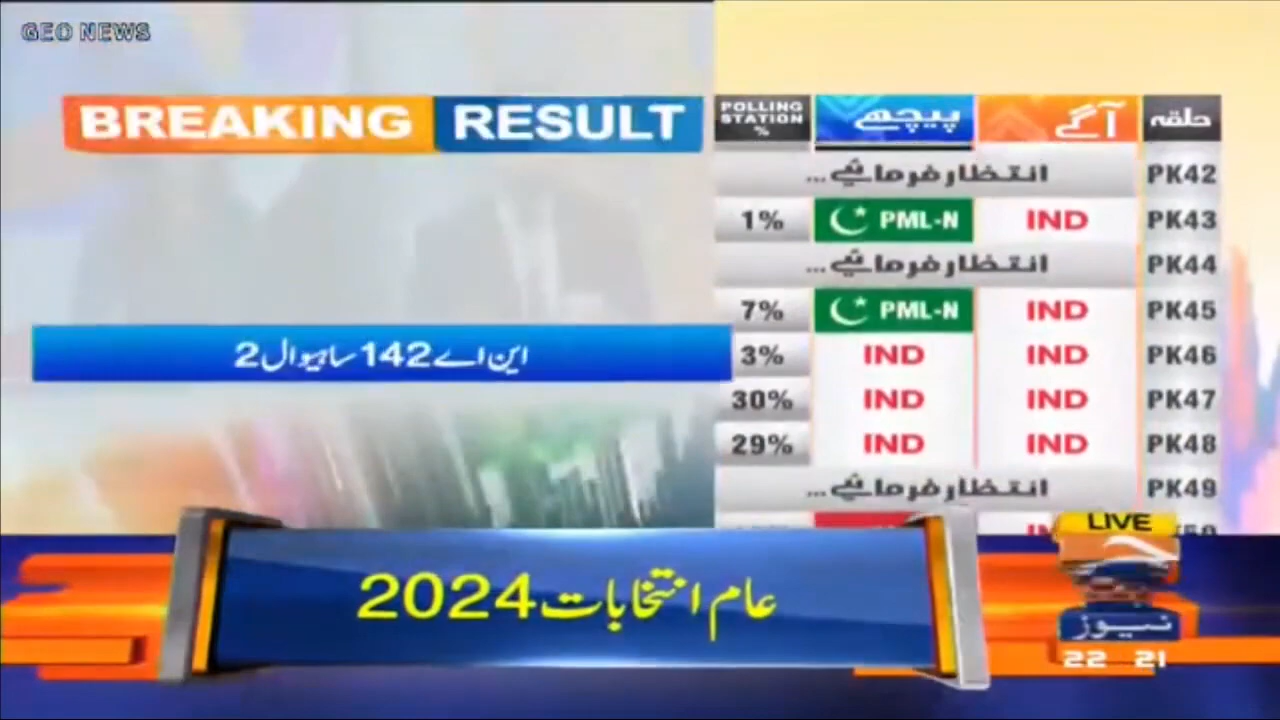 GEO NEWS
BREAKING RESULT
حلقہ آگے پیچھے POLLING STATION %
PK42 انتظار فرمائیے...
PK43 IND PML-N 1%
PK44 انتظار فرمائیے...
PK45 IND PML-N 7%
PK46 IND IND 3%
PK47 IND IND 30%
PK48 IND IND 29%
PK49 انتظار فرمائیے...
این اے 142 ساہیوال 2
عام انتخابات 2024
LIVE
نیوز
22 21